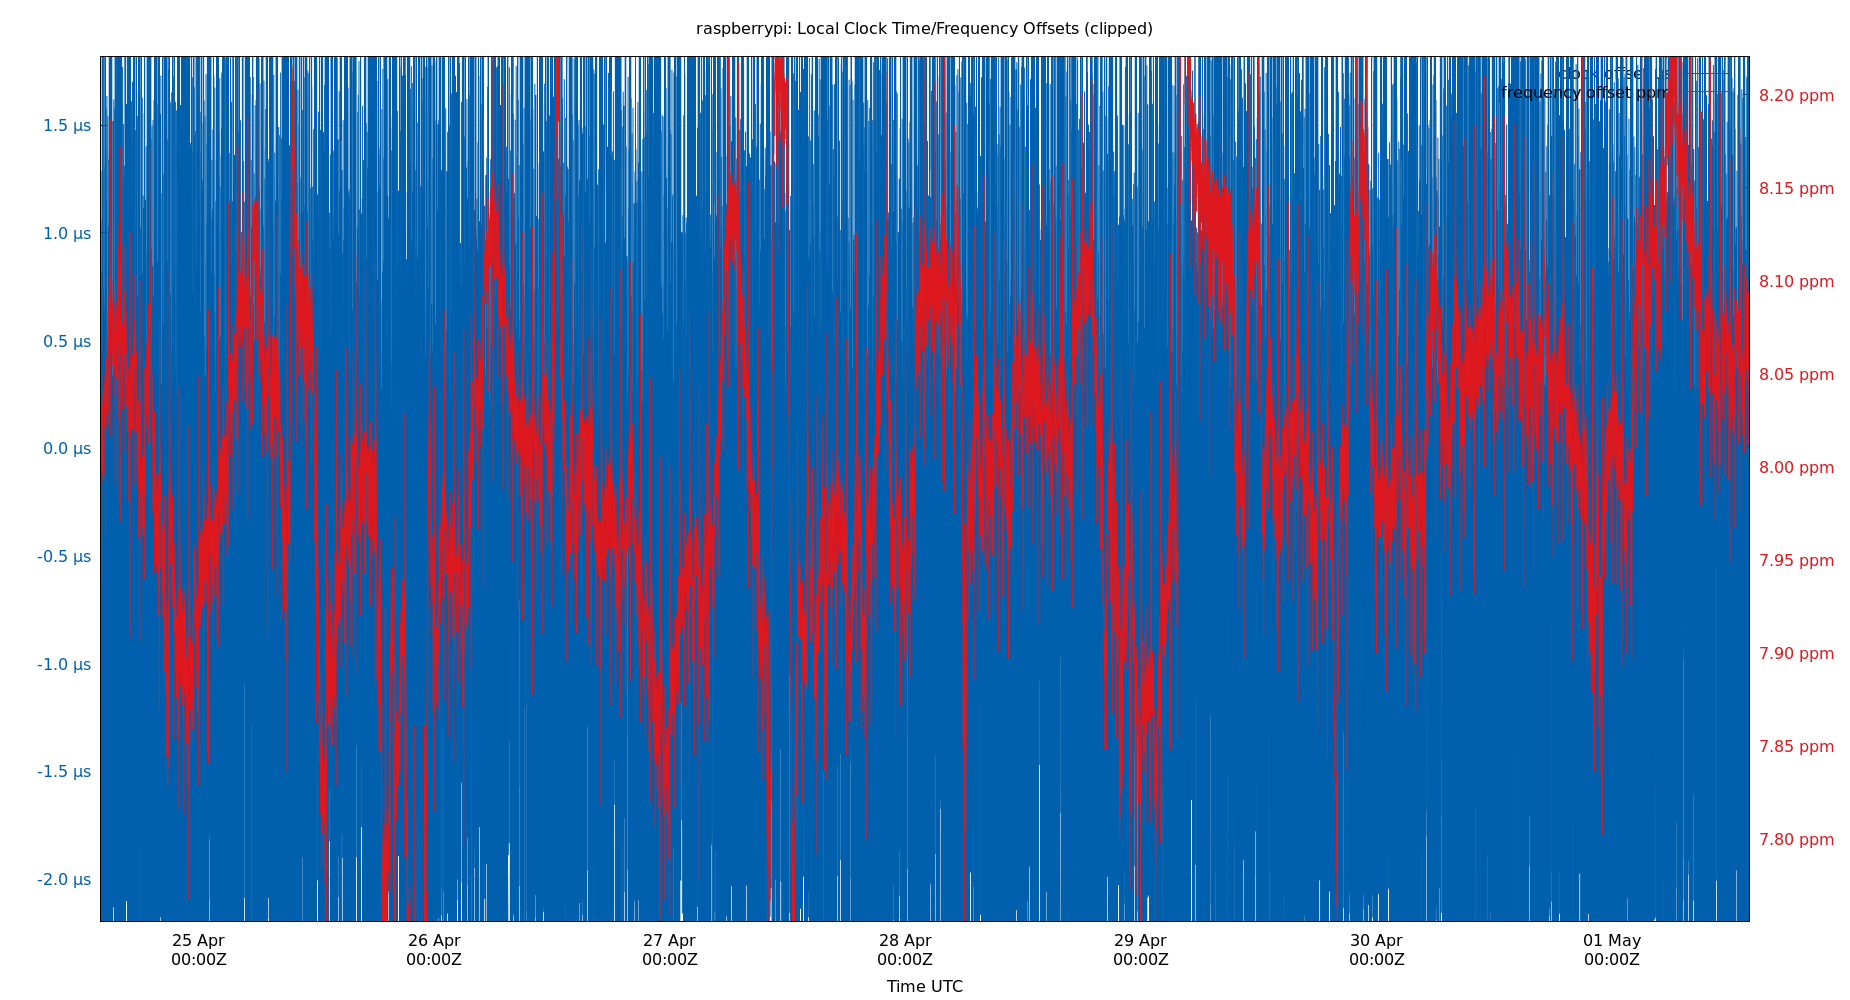 raspberrypi: Local Clock Time/Frequency Offsets (clipped)
clock offset µs
frequency offset ppm
1.5 µs
1.0 µs
0.5 µs
0.0 µs
-0.5 µs
-1.0 µs
-1.5 µs
-2.0 µs
8.20 ppm
8.15 ppm
8.10 ppm
8.05 ppm
8.00 ppm
7.95 ppm
7.90 ppm
7.85 ppm
7.80 ppm
25 Apr 26 Apr 27 Apr 28 Apr 29 Apr 30 Apr 01 May
00:00Z 00:00Z 00:00Z 00:00Z 00:00Z 00:00Z 00:00Z
Time UTC